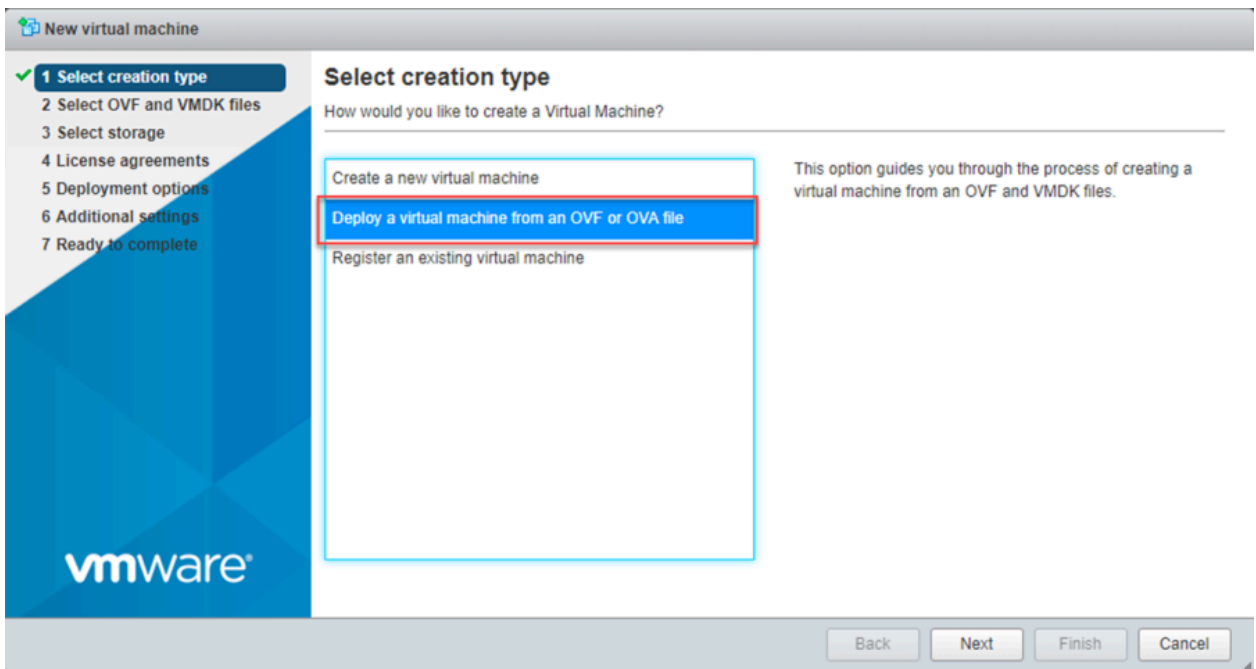 New virtual machine
1 Select creation type
2 Select OVF and VMDK files
3 Select storage
4 License agreements
5 Deployment options
6 Additional settings
7 Ready to complete
vmware®
Select creation type
How would you like to create a Virtual Machine?
Create a new virtual machine
Deploy a virtual machine from an OVF or OVA file
Register an existing virtual machine
This option guides you through the process of creating a
virtual machine from an OVF and VMDK files.
Back Next Finish Cancel